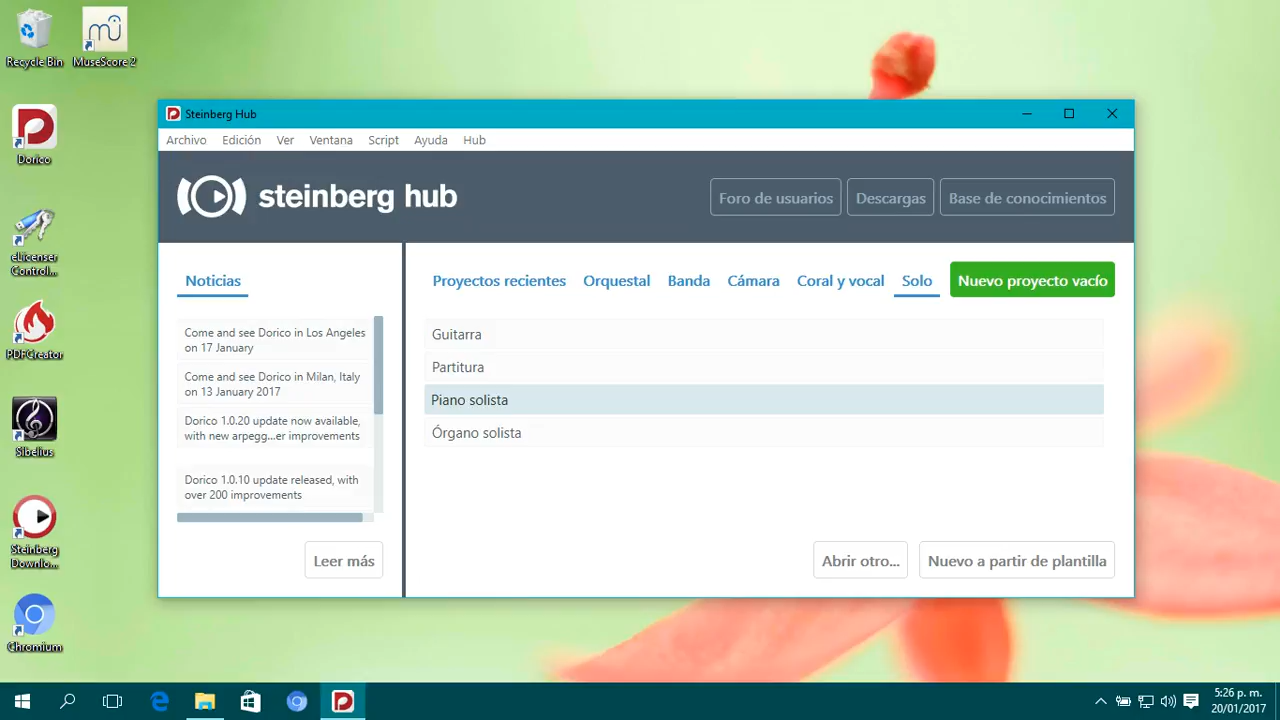 Recycle Bin
MuseScore 2
Dorico
eLicenser
Control...
PDFCreator
Sibelius
Steinberg
Downlo...
Chromium
Steinberg Hub
Archivo Edición Ver Ventana Script Ayuda Hub
steinberg hub
Foro de usuarios Descargas Base de conocimientos
Noticias
Come and see Dorico in Los Angeles
on 17 January
Come and see Dorico in Milan, Italy
on 13 January 2017
Dorico 1.0.20 update now available,
with new arpegg...er improvements
Dorico 1.0.10 update released, with
over 200 improvements
Leer más
Proyectos recientes Orquestal Banda Cámara Coral y vocal Solo Nuevo proyecto vacío
Guitarra
Partitura
Piano solista
Órgano solista
Abrir otro... Nuevo a partir de plantilla
5:26 p. m.
20/01/2017